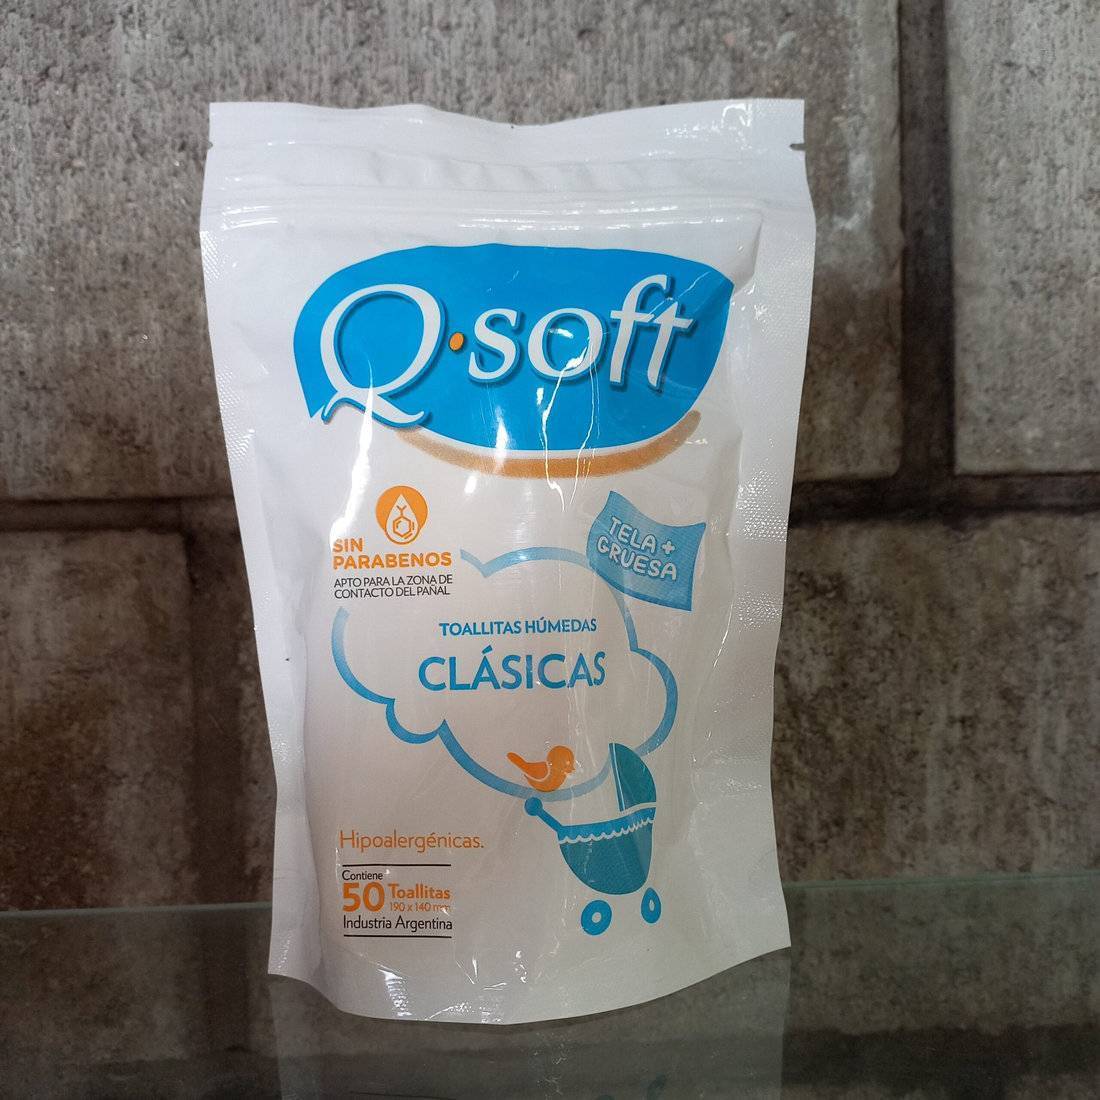 Q·soft
SIN
PARABENOS
APTO PARA LA ZONA DE
CONTACTO DEL PAÑAL
TELA +
GRUESA
TOALLITAS HÚMEDAS
CLÁSICAS
Hipoalergénicas.
Contiene
50 Toallitas
190 x 140 mm
Industria Argentina